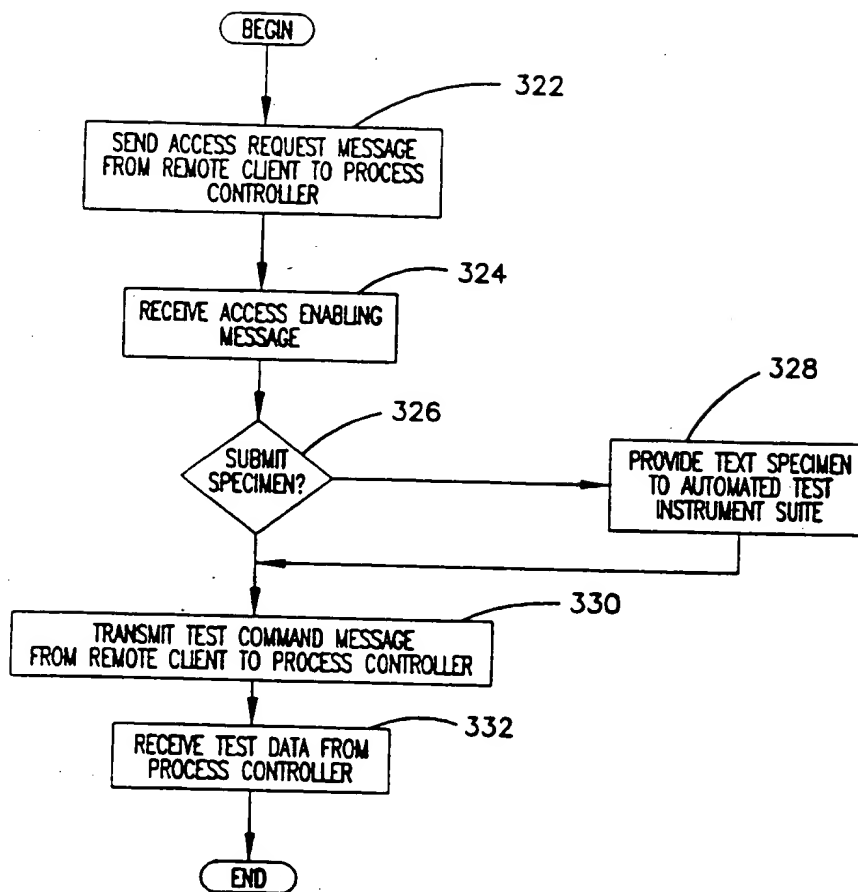 BEGIN
322
SEND ACCESS REQUEST MESSAGE
FROM REMOTE CLIENT TO PROCESS
CONTROLLER
324
RECEIVE ACCESS ENABLING
MESSAGE
326
SUBMIT
SPECIMEN?
328
PROVIDE TEXT SPECIMEN
TO AUTOMATED TEST
INSTRUMENT SUITE
330
TRANSMIT TEST COMMAND MESSAGE
FROM REMOTE CLIENT TO PROCESS CONTROLLER
332
RECEIVE TEST DATA FROM
PROCESS CONTROLLER
END